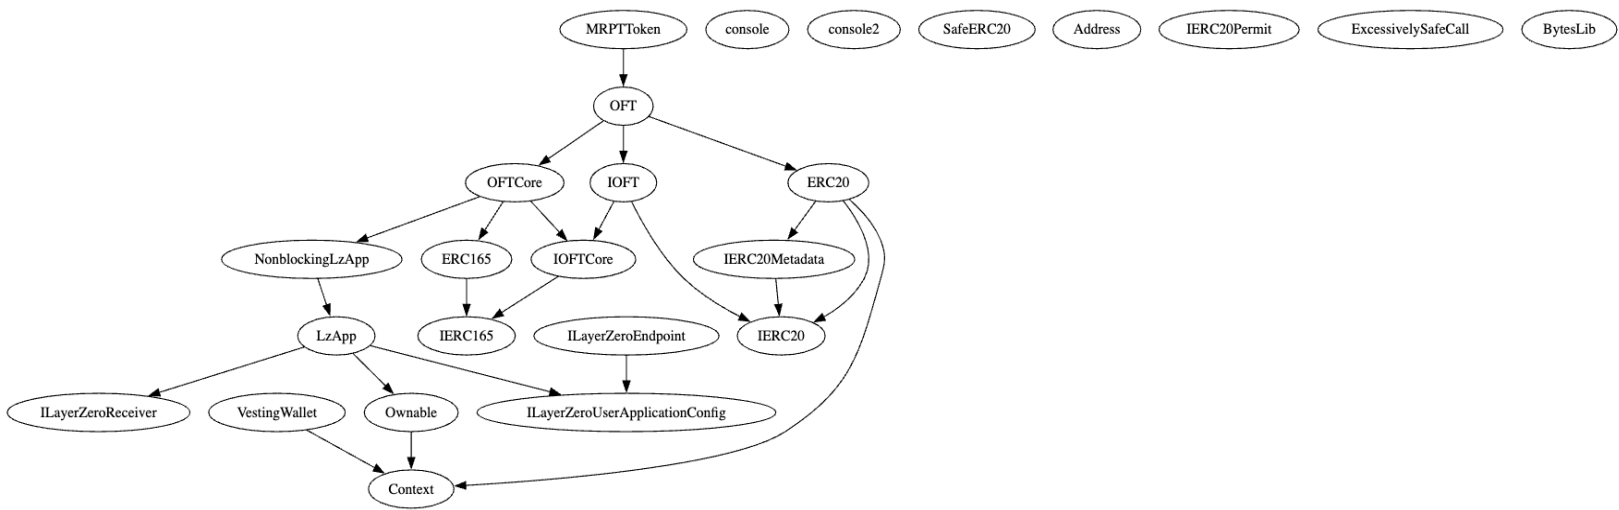 MRPTToken
console
console2
SafeERC20
Address
IERC20Permit
ExcessivelySafeCall
BytesLib
OFT
OFTCore
IOFT
ERC20
NonblockingLzApp
ERC165
IOFTCore
IERC20Metadata
LzApp
IERC165
ILayerZeroEndpoint
IERC20
ILayerZeroReceiver
VestingWallet
Ownable
ILayerZeroUserApplicationConfig
Context